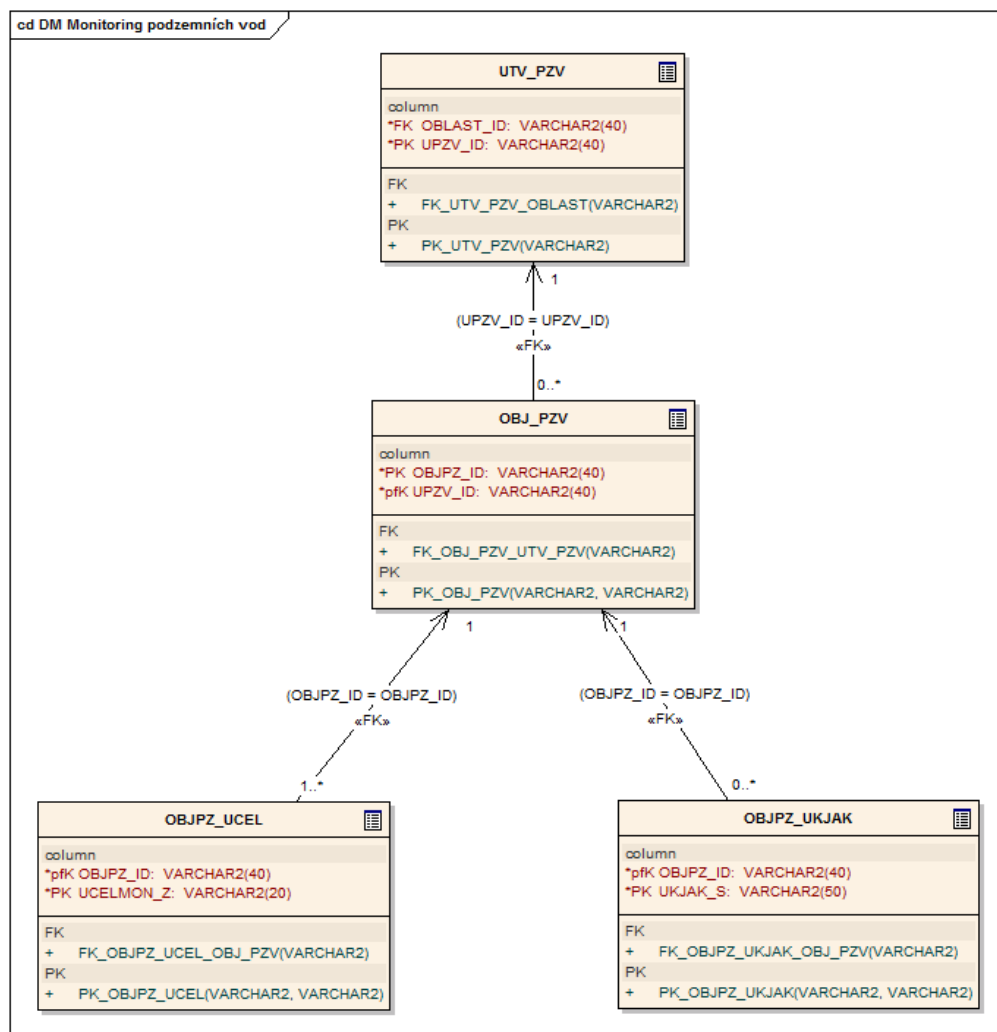 cd DM Monitoring podzemních vod
UTV_PZV
column
*FK OBLAST_ID: VARCHAR2(40)
*PK UPZV_ID: VARCHAR2(40)
FK
+ FK_UTV_PZV_OBLAST(VARCHAR2)
PK
+ PK_UTV_PZV(VARCHAR2)
1
(UPZV_ID = UPZV_ID)
«FK»
0..*
OBJ_PZV
column
*PK OBJPZ_ID: VARCHAR2(40)
*pfK UPZV_ID: VARCHAR2(40)
FK
+ FK_OBJ_PZV_UTV_PZV(VARCHAR2)
PK
+ PK_OBJ_PZV(VARCHAR2, VARCHAR2)
1
(OBJPZ_ID = OBJPZ_ID)
«FK»
1..*
1
(OBJPZ_ID = OBJPZ_ID)
«FK»
0..*
OBJPZ_UCEL
column
*pfK OBJPZ_ID: VARCHAR2(40)
*PK UCELMON_Z: VARCHAR2(20)
FK
+ FK_OBJPZ_UCEL_OBJ_PZV(VARCHAR2)
PK
+ PK_OBJPZ_UCEL(VARCHAR2, VARCHAR2)
OBJPZ_UKJAK
column
*pfK OBJPZ_ID: VARCHAR2(40)
*PK UKJAK_S: VARCHAR2(50)
FK
+ FK_OBJPZ_UKJAK_OBJ_PZV(VARCHAR2)
PK
+ PK_OBJPZ_UKJAK(VARCHAR2, VARCHAR2)